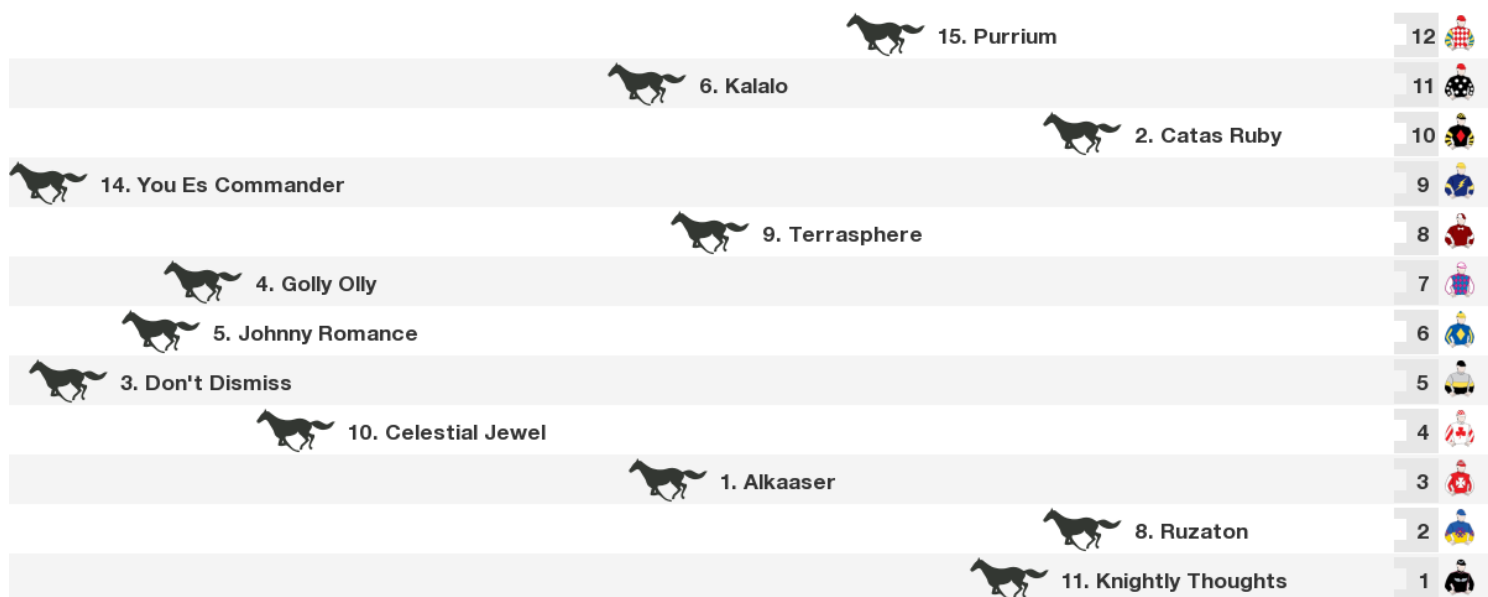 15. Purrium 12
6. Kalalo 11
2. Catas Ruby 10
14. You Es Commander 9
9. Terrasphere 8
4. Golly Olly 7
5. Johnny Romance 6
3. Don't Dismiss 5
10. Celestial Jewel 4
1. Alkaaser 3
8. Ruzaton 2
11. Knightly Thoughts 1